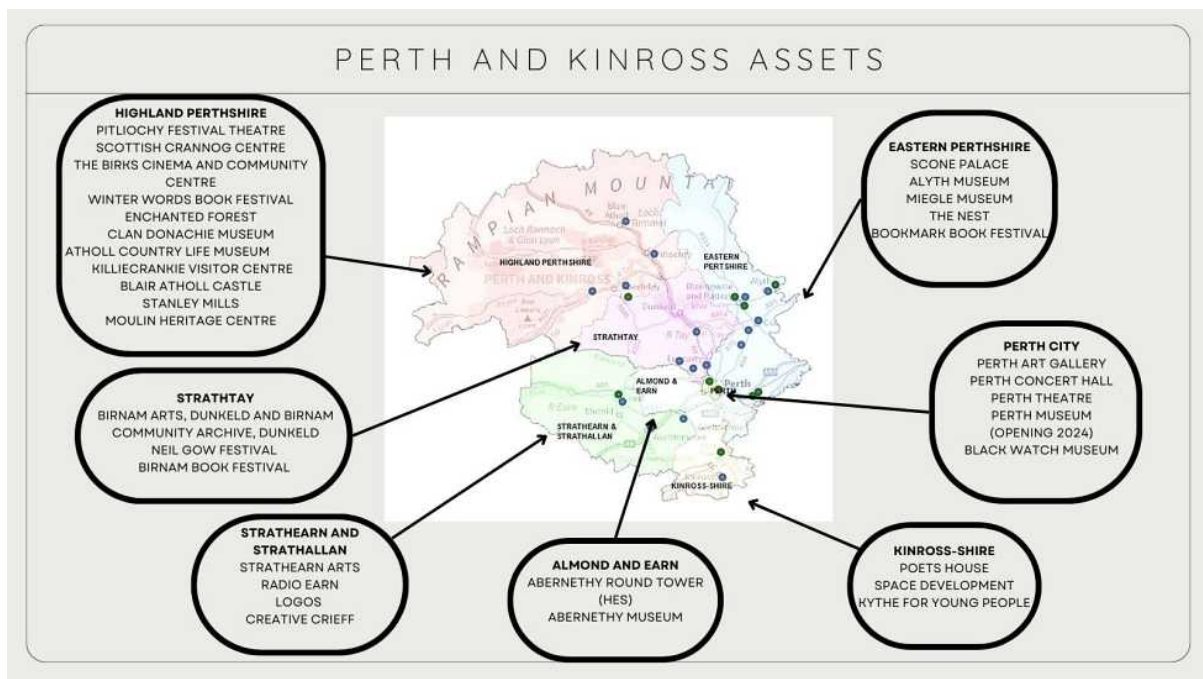 PERTH AND KINROSS ASSETS
HIGHLAND PERTHSHIRE
PITLIOCHY FESTIVAL THEATRE
SCOTTISH CRANNOG CENTRE
THE BIRKS CINEMA AND COMMUNITY
CENTRE
WINTER WORDS BOOK FESTIVAL
ENCHANTED FOREST
CLAN DONACHIE MUSEUM
ATHOLL COUNTRY LIFE MUSEUM
KILLIECRANKIE VISITOR CENTRE
BLAIR ATHOLL CASTLE
STANLEY MILLS
MOULIN HERITAGE CENTRE
STRATHTAY
BIRNAM ARTS, DUNKELD AND BIRNAM
COMMUNITY ARCHIVE, DUNKELD
NEIL GOW FESTIVAL
BIRNAM BOOK FESTIVAL
STRATHEARN AND
STRATHALLAN
STRATHEARN ARTS
RADIO EARN
LOGOS
CREATIVE CRIEFF
HIGHLAND PERTHSHIRE
PERTH AND KINROSS
EASTERN
PERTSHIRE
STRATHTAY
ALMOND &
EARN
Perth
PERTH
STRATHEARN &
STRATHALLAN
KINROSS-SHIRE
ALMOND AND EARN
ABERNETHY ROUND TOWER
(HES)
ABERNETHY MUSEUM
EASTERN PERTHSHIRE
SCONE PALACE
ALYTH MUSEUM
MIEGLE MUSEUM
THE NEST
BOOKMARK BOOK FESTIVAL
PERTH CITY
PERTH ART GALLERY
PERTH CONCERT HALL
PERTH THEATRE
PERTH MUSEUM
(OPENING 2024)
BLACK WATCH MUSEUM
KINROSS-SHIRE
POETS HOUSE
SPACE DEVELOPMENT
KYTHE FOR YOUNG PEOPLE